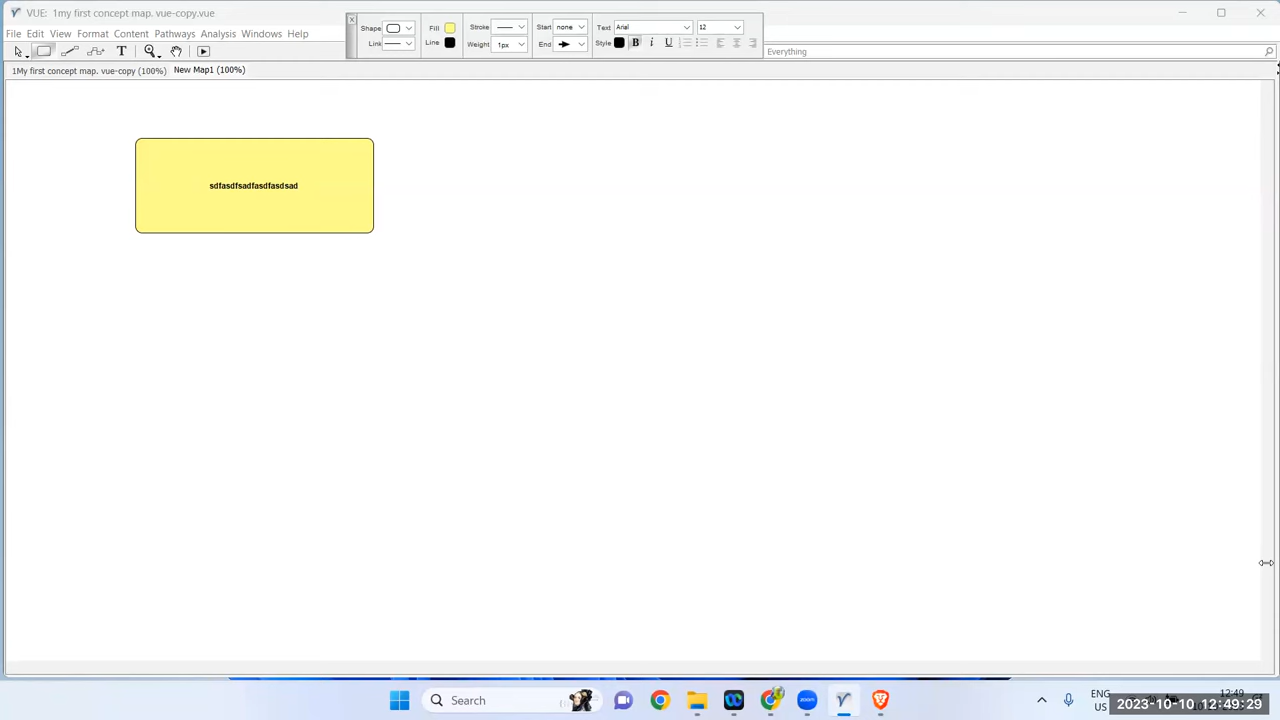 VUE: 1my first concept map. vue-copy.vue
File Edit View Format Content Pathways Analysis Windows Help
Shape: Fill Stroke Start none Text Arial 12
Link: Line: Weight 1px End Style B i U
T
Everything
1My first concept map. vue-copy (100%) New Map1 (100%)
sdfasdfsadfasdfasdsad
Search
ENG
US
12:49
2023-10-10 12:49:29